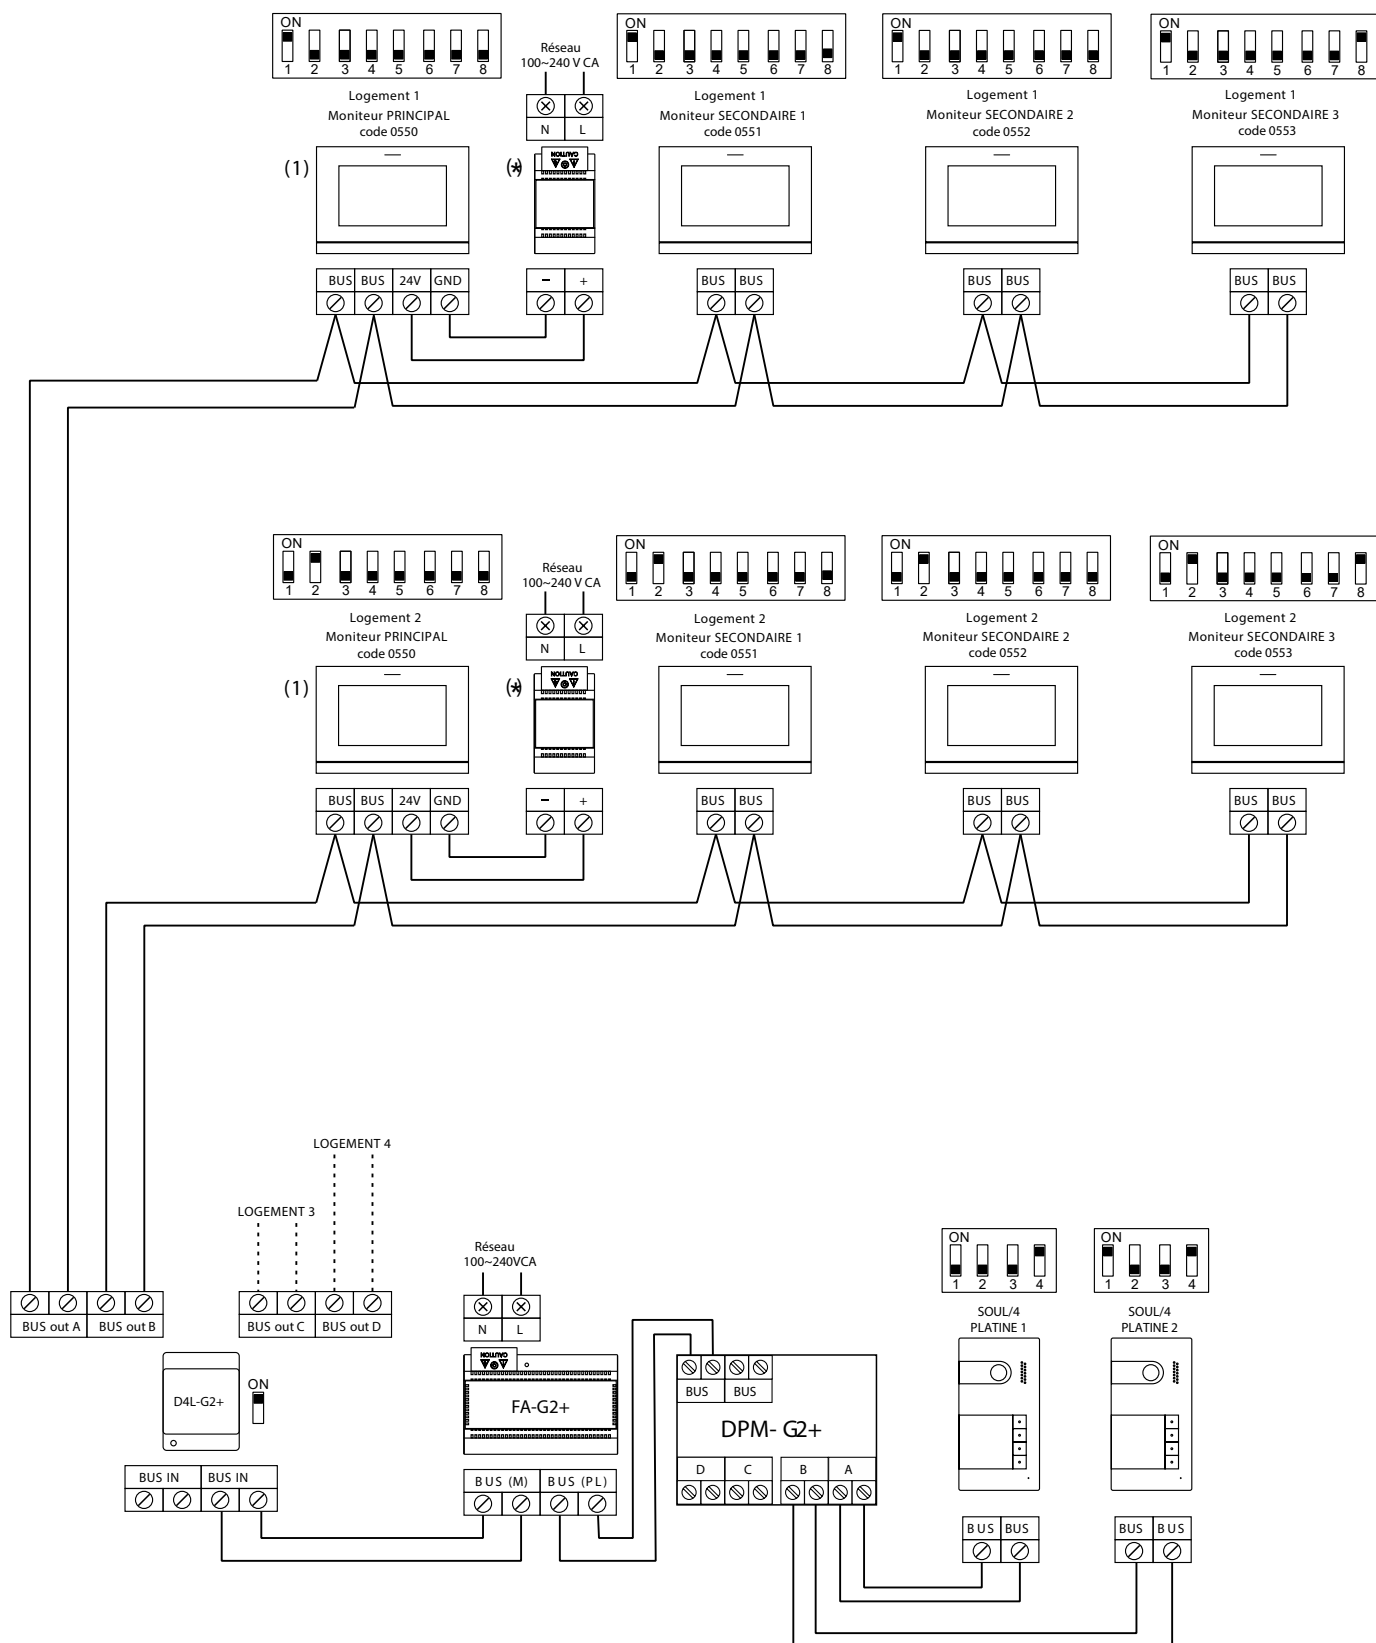 ON ON ON ON
1 2 3 4 5 6 7 8 1 2 3 4 5 6 7 8 1 2 3 4 5 6 7 8 1 2 3 4 5 6 7 8
Réseau
100~240 V CA
N L
Logement 1
Moniteur PRINCIPAL
code 0550
Logement 1
Moniteur SECONDAIRE 1
code 0551
Logement 1
Moniteur SECONDAIRE 2
code 0552
Logement 1
Moniteur SECONDAIRE 3
code 0553
(1)
CAUTION
(*)
BUS BUS 24V GND
− +
BUS BUS
BUS BUS
BUS BUS
ON ON ON ON
1 2 3 4 5 6 7 8 1 2 3 4 5 6 7 8 1 2 3 4 5 6 7 8 1 2 3 4 5 6 7 8
Réseau
100~240 V CA
N L
Logement 2
Moniteur PRINCIPAL
code 0550
Logement 2
Moniteur SECONDAIRE 1
code 0551
Logement 2
Moniteur SECONDAIRE 2
code 0552
Logement 2
Moniteur SECONDAIRE 3
code 0553
(1)
CAUTION
(*)
BUS BUS 24V GND
− +
BUS BUS
BUS BUS
BUS BUS
LOGEMENT 4
LOGEMENT 3
BUS out A BUS out B
BUS out C BUS out D
D4L-G2+
ON
BUS IN BUS IN
Réseau
100~240VCA
N L
CAUTION
FA-G2+
BUS (M) BUS (PL)
BUS BUS
DPM- G2+
D C B A
ON
1 2 3 4
SOUL/4
PLATINE 1
BUS BUS
ON
1 2 3 4
SOUL/4
PLATINE 2
BUS BUS